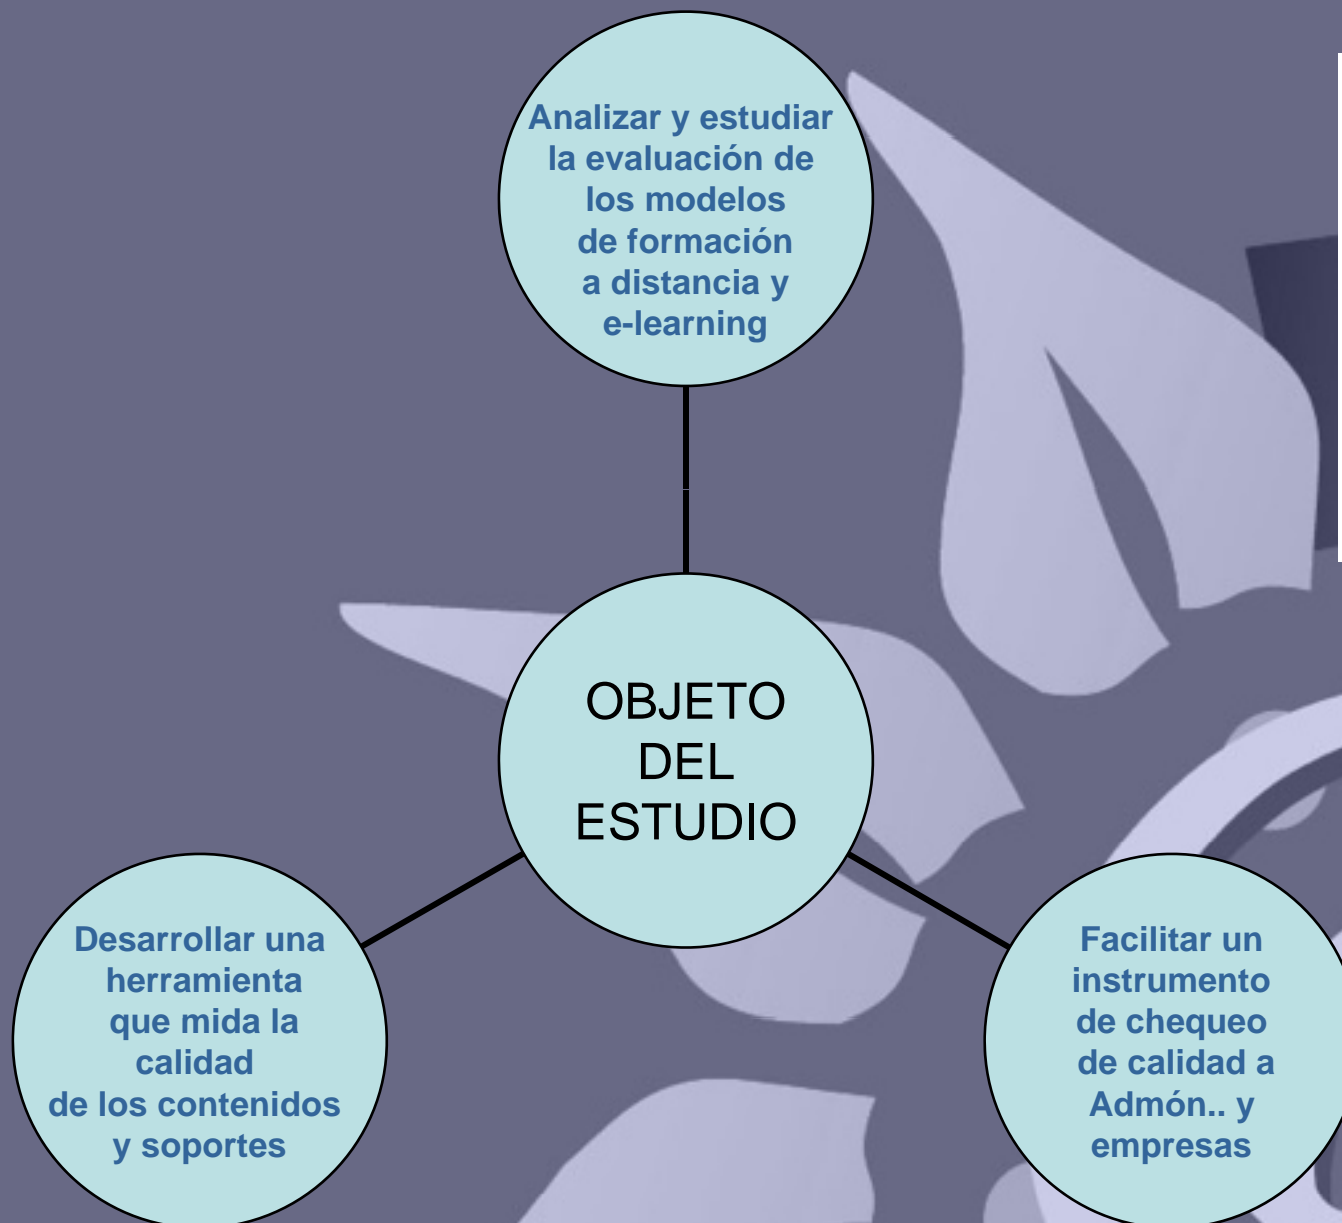 Analizar y estudiar
la evaluación de
los modelos
de formación
a distancia y
e-learning
OBJETO
DEL
ESTUDIO
Desarrollar una
herramienta
que mida la
calidad
de los contenidos
y soportes
Facilitar un
instrumento
de chequeo
de calidad a
Admón.. y
empresas